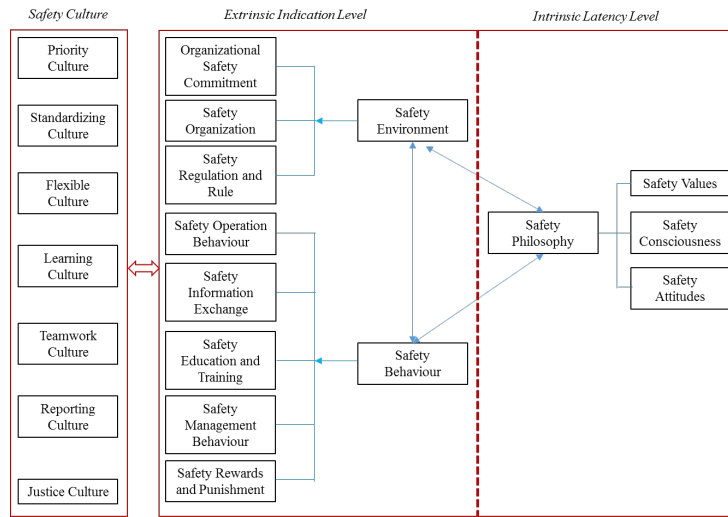 Safety Culture
Extrinsic Indication Level
Intrinsic Latency Level
Priority
Culture
Standardizing
Culture
Flexible
Culture
Learning
Culture
Teamwork
Culture
Reporting
Culture
Justice Culture
Organizational
Safety
Commitment
Safety
Organization
Safety
Regulation and
Rule
Safety Operation
Behaviour
Safety
Information
Exchange
Safety
Education and
Training
Safety
Management
Behaviour
Safety Rewards
and Punishment
Safety
Environment
Safety
Behaviour
Safety
Philosophy
Safety Values
Safety
Consciousness
Safety
Attitudes